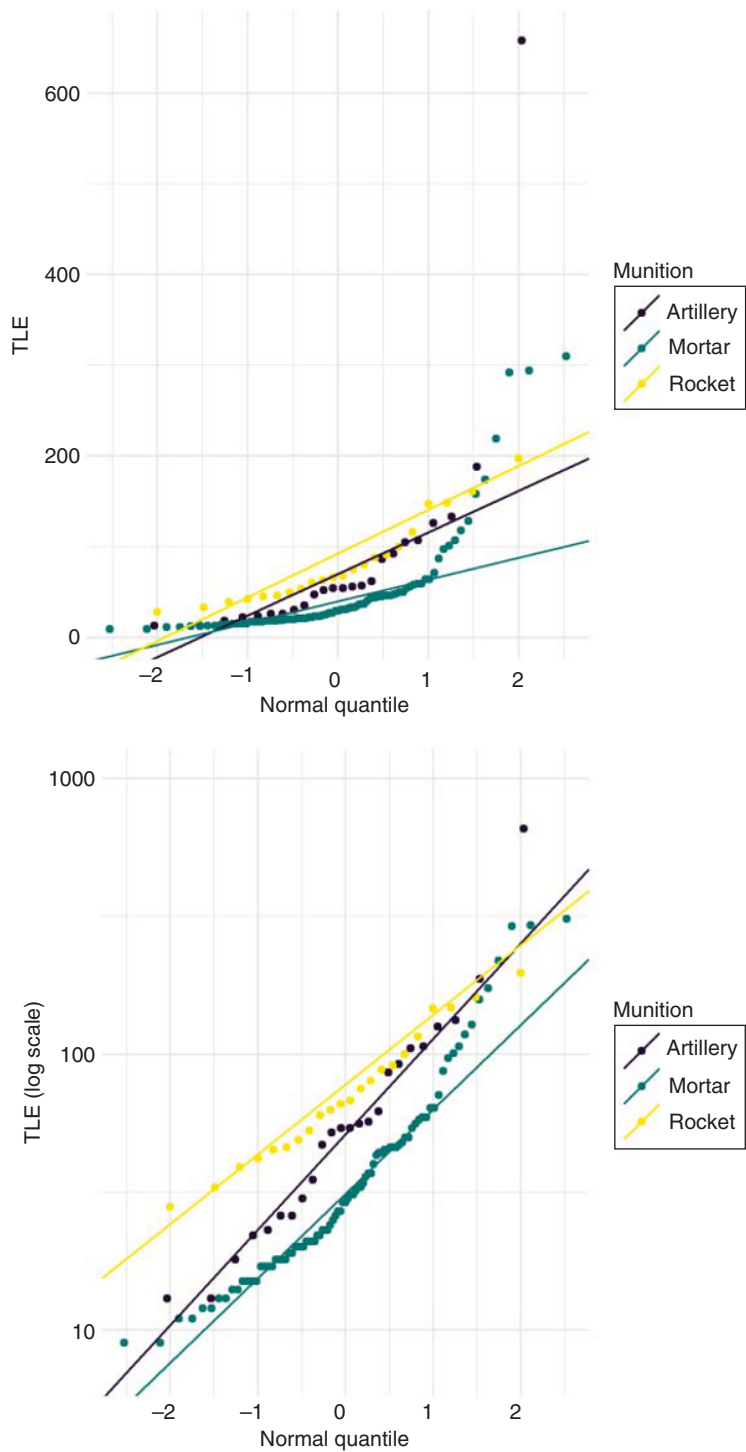 600
400
200
0
TLE
−2 −1 0 1 2
Normal quantile
Munition
Artillery
Mortar
Rocket
1000
100
10
TLE (log scale)
−2 −1 0 1 2
Normal quantile
Munition
Artillery
Mortar
Rocket